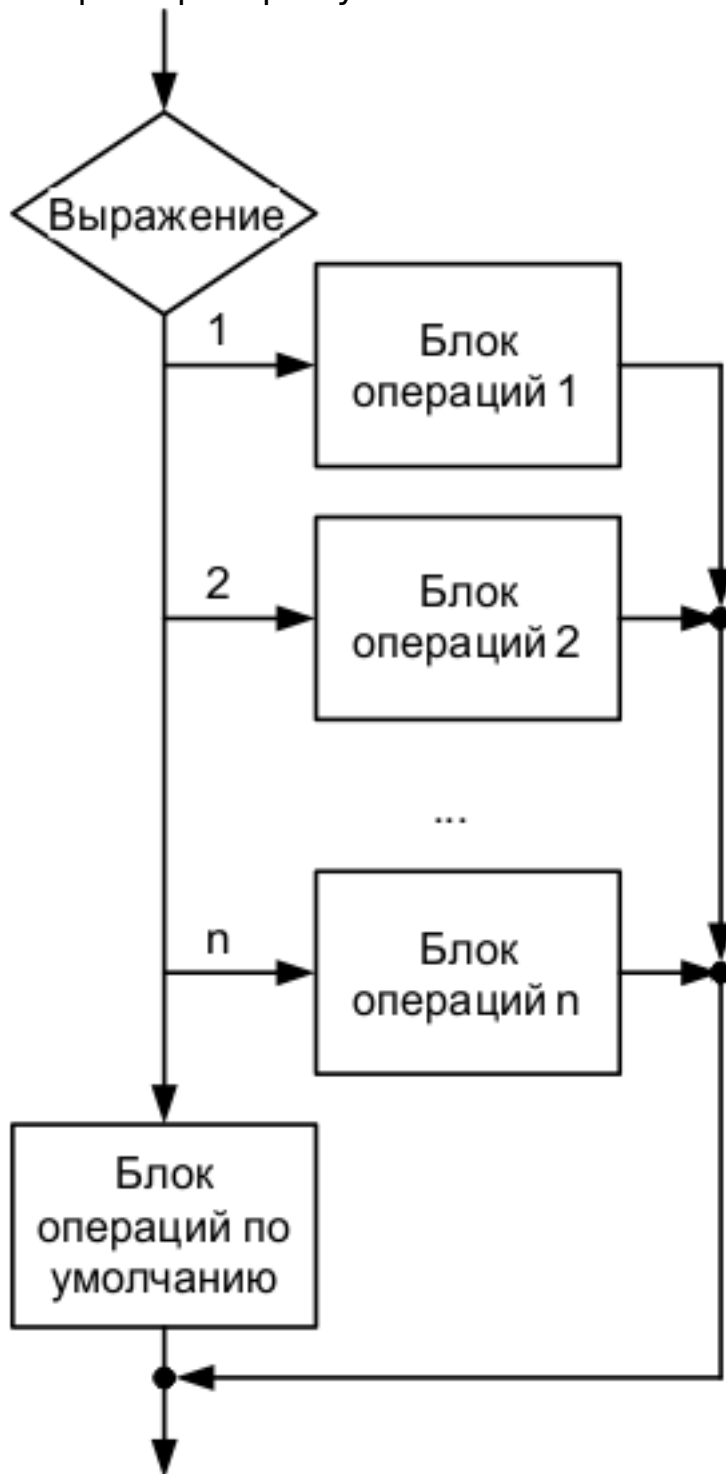 Выражение
1
Блок
операций 1
2
Блок
операций 2
...
n
Блок
операций n
Блок
операций по
умолчанию